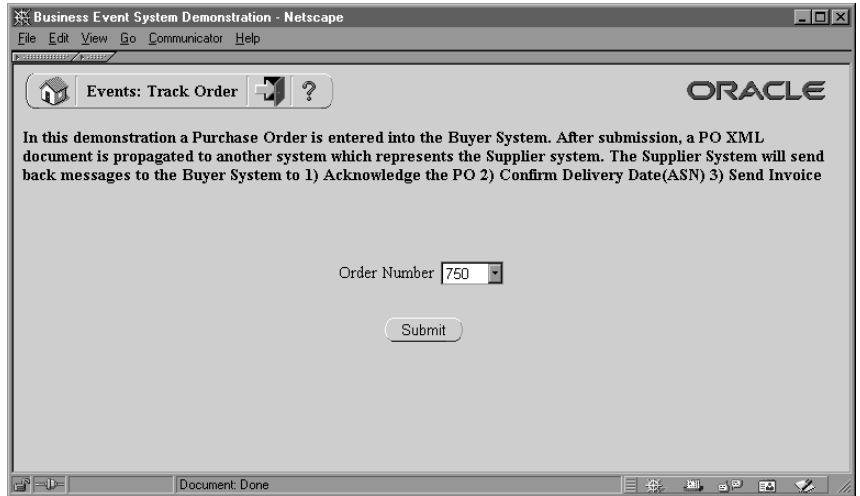 Business Event System Demonstration - Netscape
File Edit View Go Communicator Help
Events: Track Order ?
ORACLE
In this demonstration a Purchase Order is entered into the Buyer System. After submission, a PO XML
document is propagated to another system which represents the Supplier system. The Supplier System will send
back messages to the Buyer System to 1) Acknowledge the PO 2) Confirm Delivery Date(ASN) 3) Send Invoice
Order Number 750
Submit
Document: Done